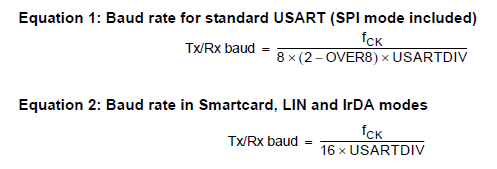 Equation 1: Baud rate for standard USART (SPI mode included)
Tx/Rx baud = fCK
8 × (2 – OVER8) × USARTDIV
Equation 2: Baud rate in Smartcard, LIN and IrDA modes
Tx/Rx baud = fCK
16 × USARTDIV